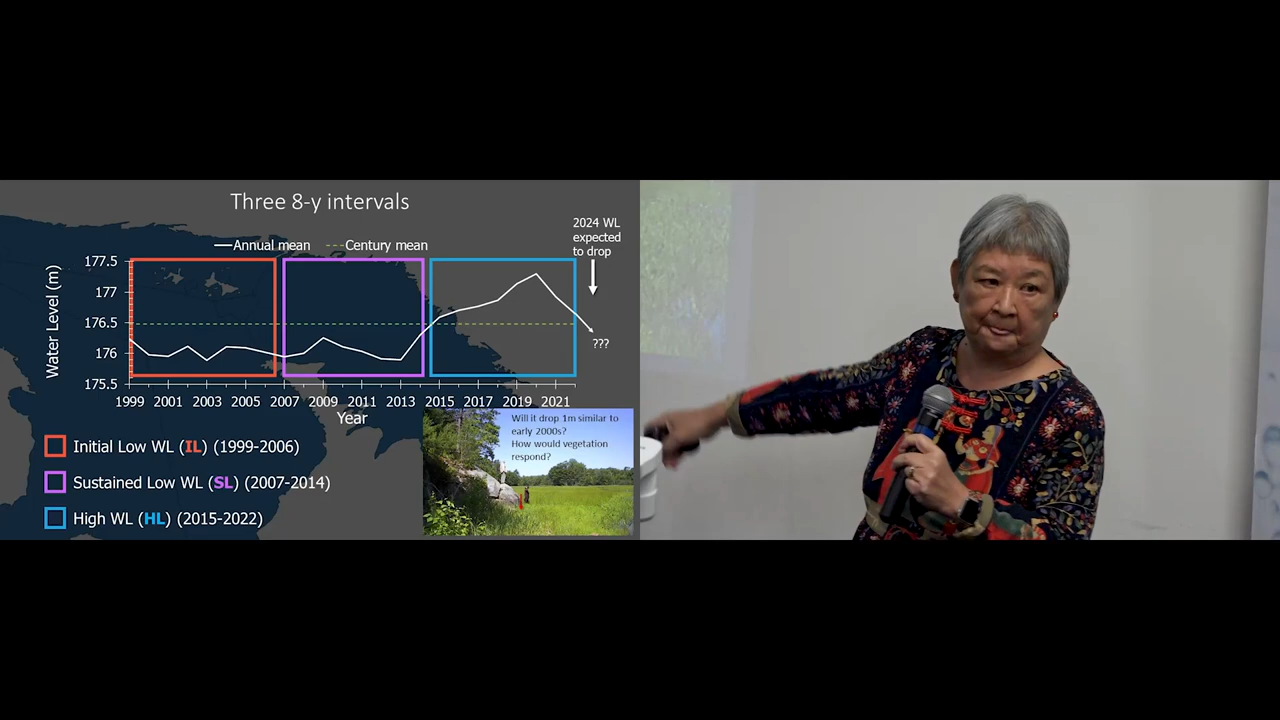 Three 8-y intervals
2024 WL
expected
to drop
Annual mean
Century mean
177.5
177
176.5
176
175.5
Water Level (m)
???
1999 2001 2003 2005 2007 2009 2011 2013 2015 2017 2019 2021
Year
Initial Low WL (IL) (1999-2006)
Sustained Low WL (SL) (2007-2014)
High WL (HL) (2015-2022)
Will it drop 1m similar to
early 2000s?
How would vegetation
respond?